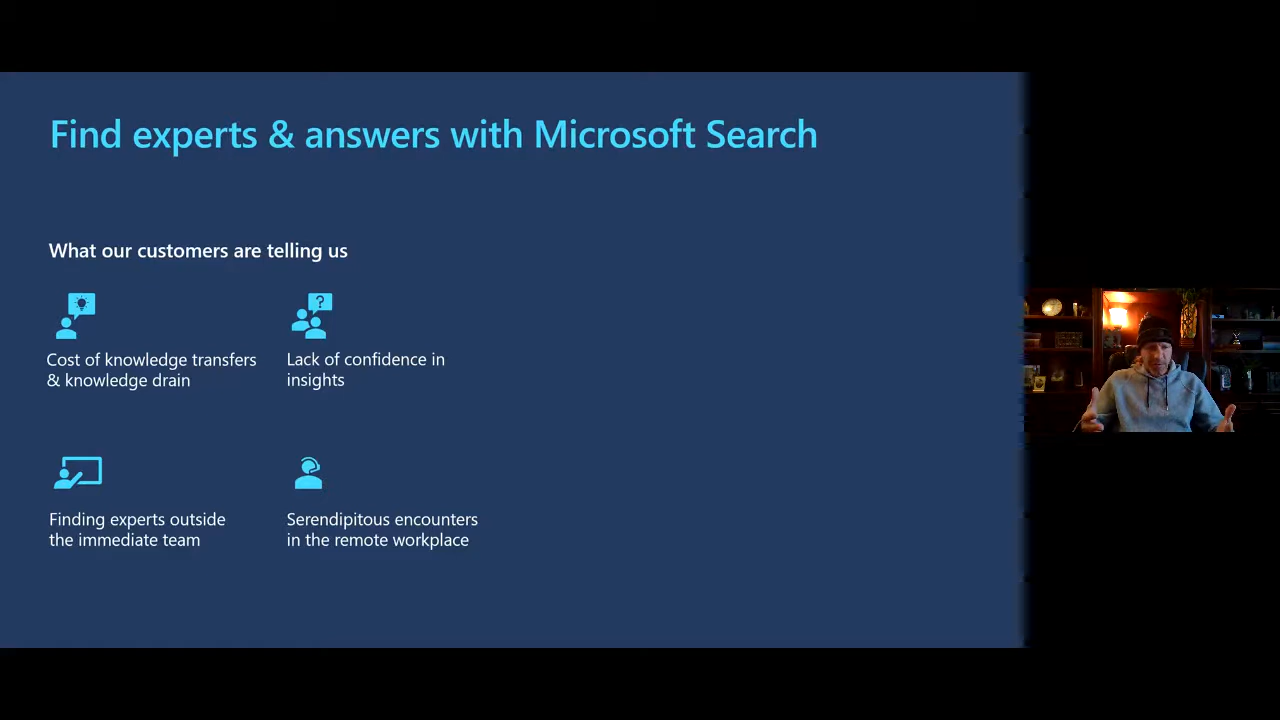 Find experts & answers with Microsoft Search
What our customers are telling us
Cost of knowledge transfers
& knowledge drain
Lack of confidence in
insights
Finding experts outside
the immediate team
Serendipitous encounters
in the remote workplace